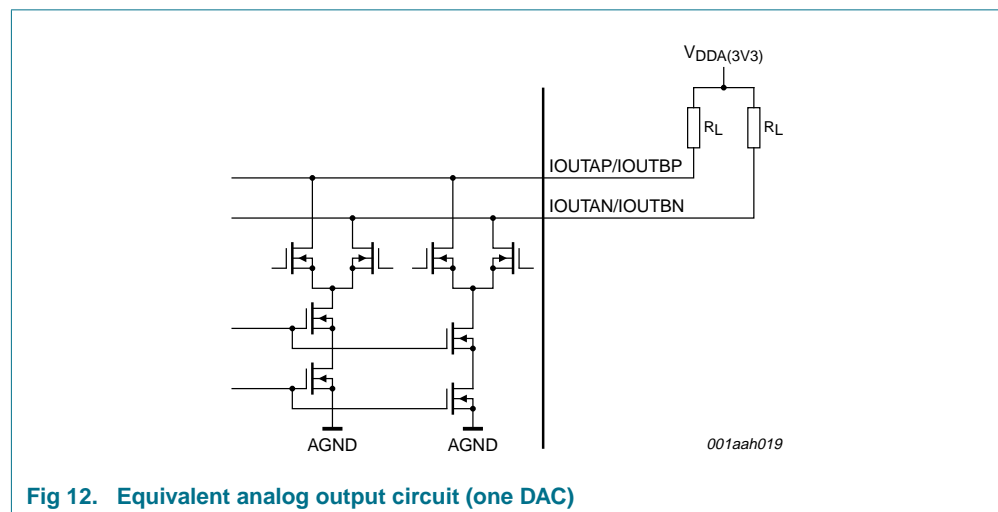 VDDA(3V3)
RL RL
IOUTAP/IOUTBP
IOUTAN/IOUTBN
AGND AGND
001aah019
Fig 12. Equivalent analog output circuit (one DAC)